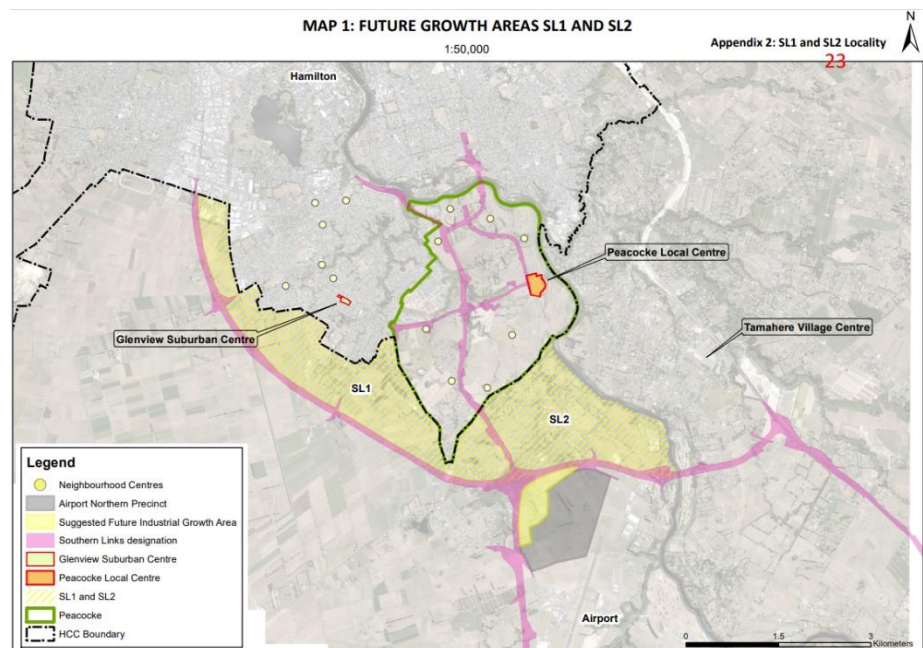 MAP 1: FUTURE GROWTH AREAS SL1 AND SL2
1:50,000
Appendix 2: SL1 and SL2 Locality
N
23
Hamilton
Peacocke Local Centre
Tamahere Village Centre
Glenview Suburban Centre
SL1
SL2
Legend
Neighbourhood Centres
Airport Northern Precinct
Suggested Future Industrial Growth Area
Southern Links designation
Glenview Suburban Centre
Peacocke Local Centre
SL1 and SL2
Peacocke
HCC Boundary
Airport
0 1.5 3
Kilometers